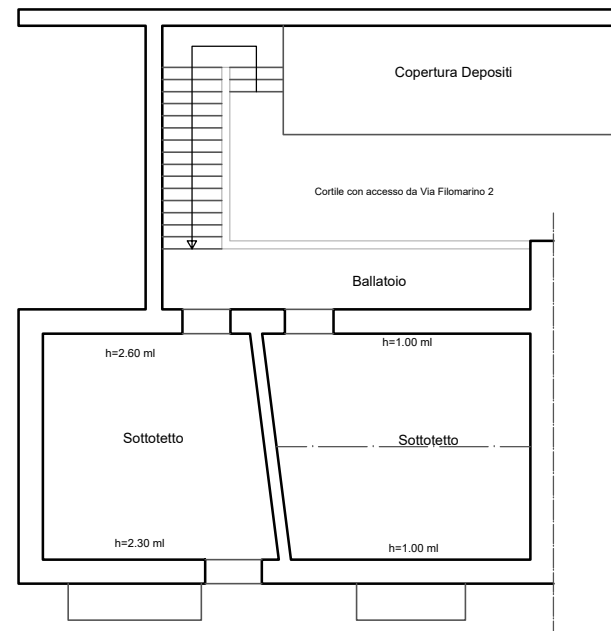 Copertura Depositi
Cortile con accesso da Via Filomarino 2
Ballatoio
h=2.60 ml
h=1.00 ml
Sottotetto
Sottotetto
h=2.30 ml
h=1.00 ml